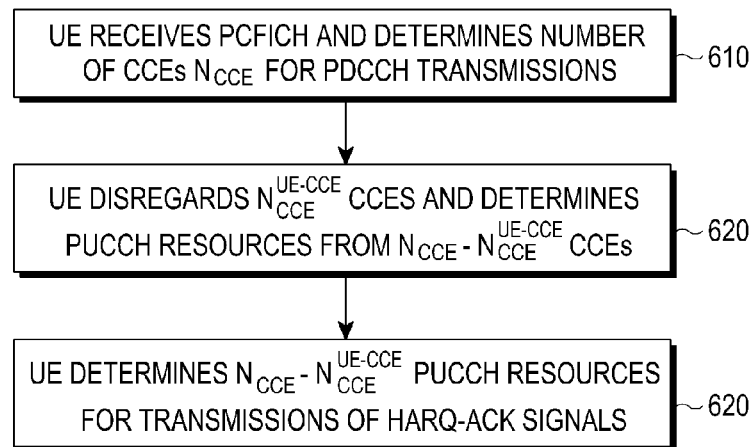 UE RECEIVES PCFICH AND DETERMINES NUMBER
OF CCEs N_CCE FOR PDCCH TRANSMISSIONS
610
UE DISREGARDS N_CCE^UE-CCE CCES AND DETERMINES
PUCCH RESOURCES FROM N_CCE - N_CCE^UE-CCE CCEs
620
UE DETERMINES N_CCE - N_CCE^UE-CCE PUCCH RESOURCES
FOR TRANSMISSIONS OF HARQ-ACK SIGNALS
620